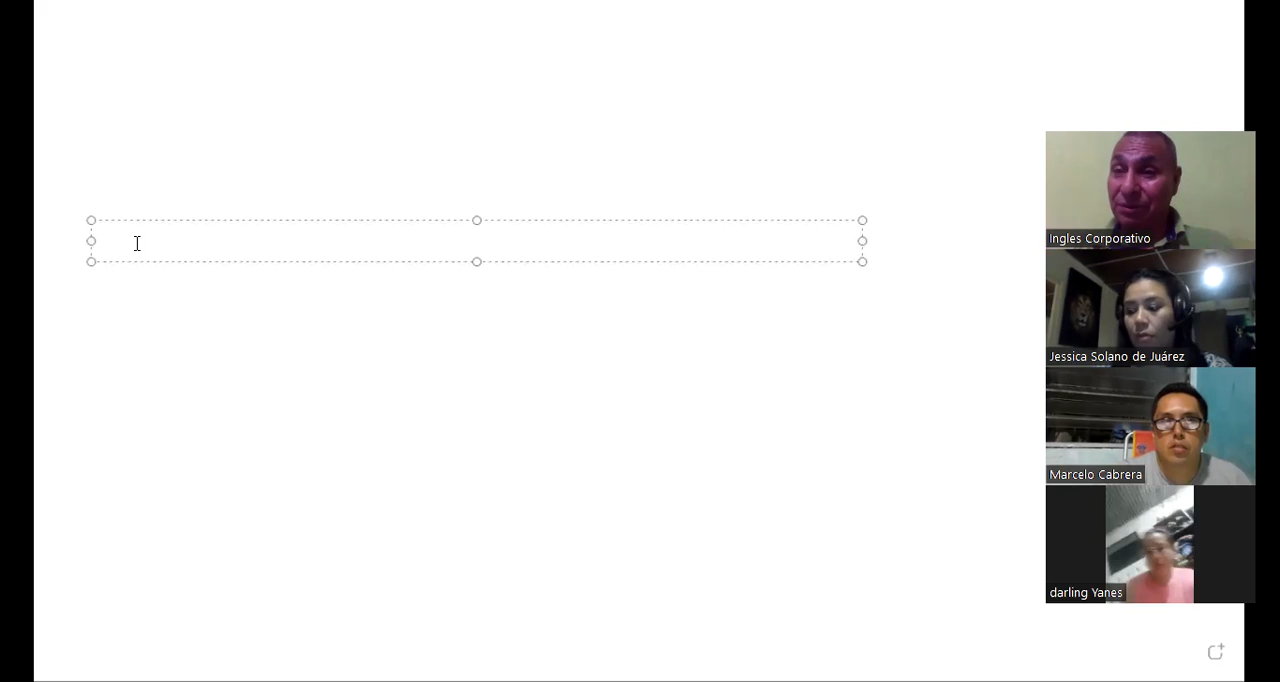 Ingles Corporativo
Jessica Solano de Juárez
Marcelo Cabrera
darling Yanes